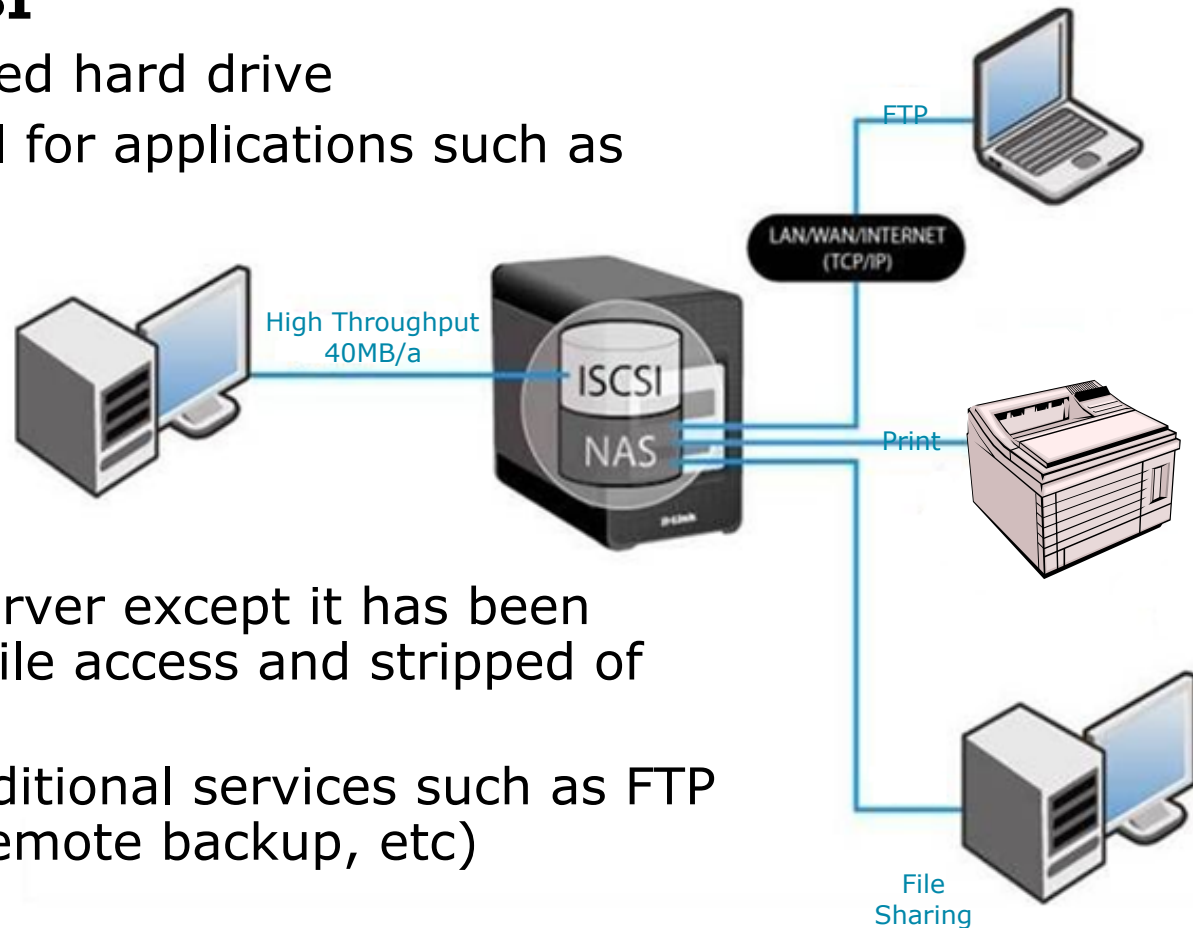 ed hard drive
for applications such as
FTP
LAN/WAN/INTERNET
(TCP/IP)
High Throughput
40MB/a
ISCSI
NAS
Print
D-Link
rver except it has been
ile access and stripped of
ditional services such as FTP
emote backup, etc)
File
Sharing